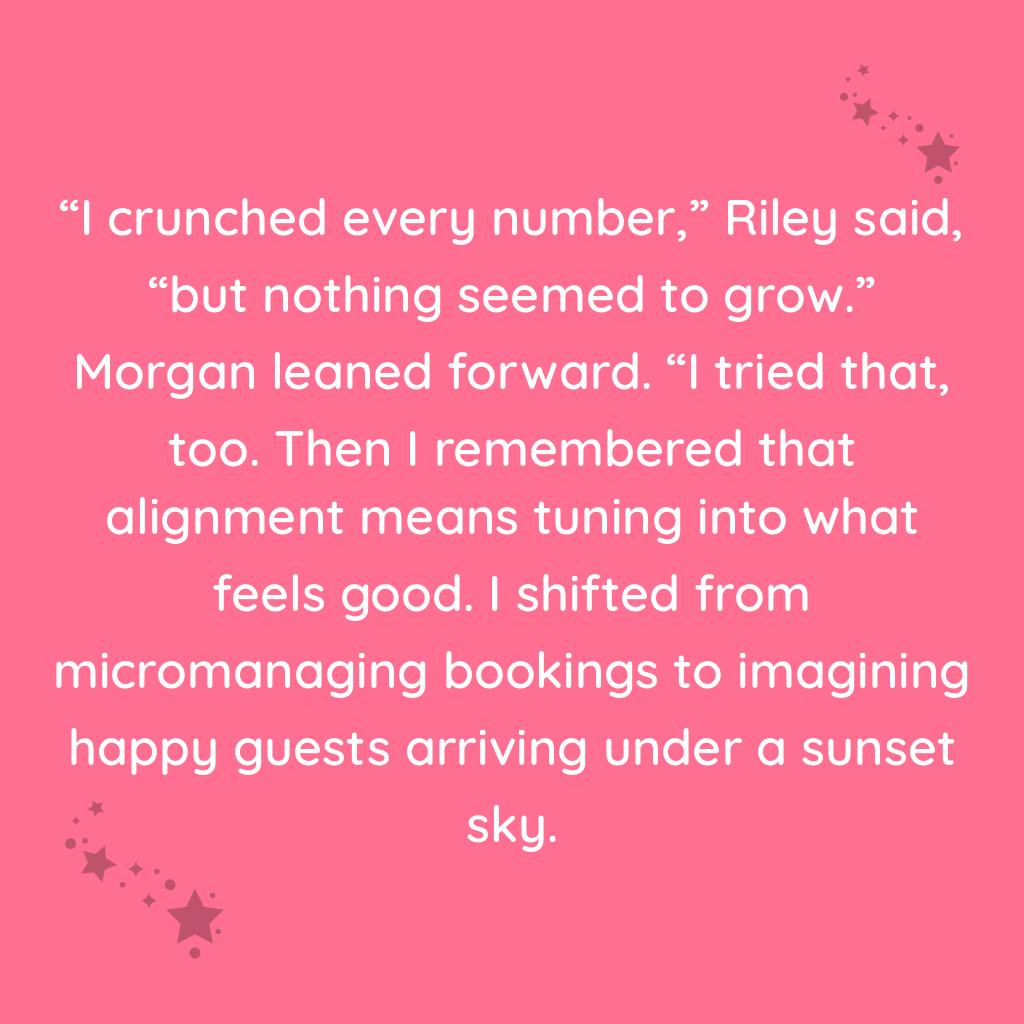 “I crunched every number,” Riley said,
“but nothing seemed to grow.”
Morgan leaned forward. “I tried that,
too. Then I remembered that
alignment means tuning into what
feels good. I shifted from
micromanaging bookings to imagining
happy guests arriving under a sunset
sky.